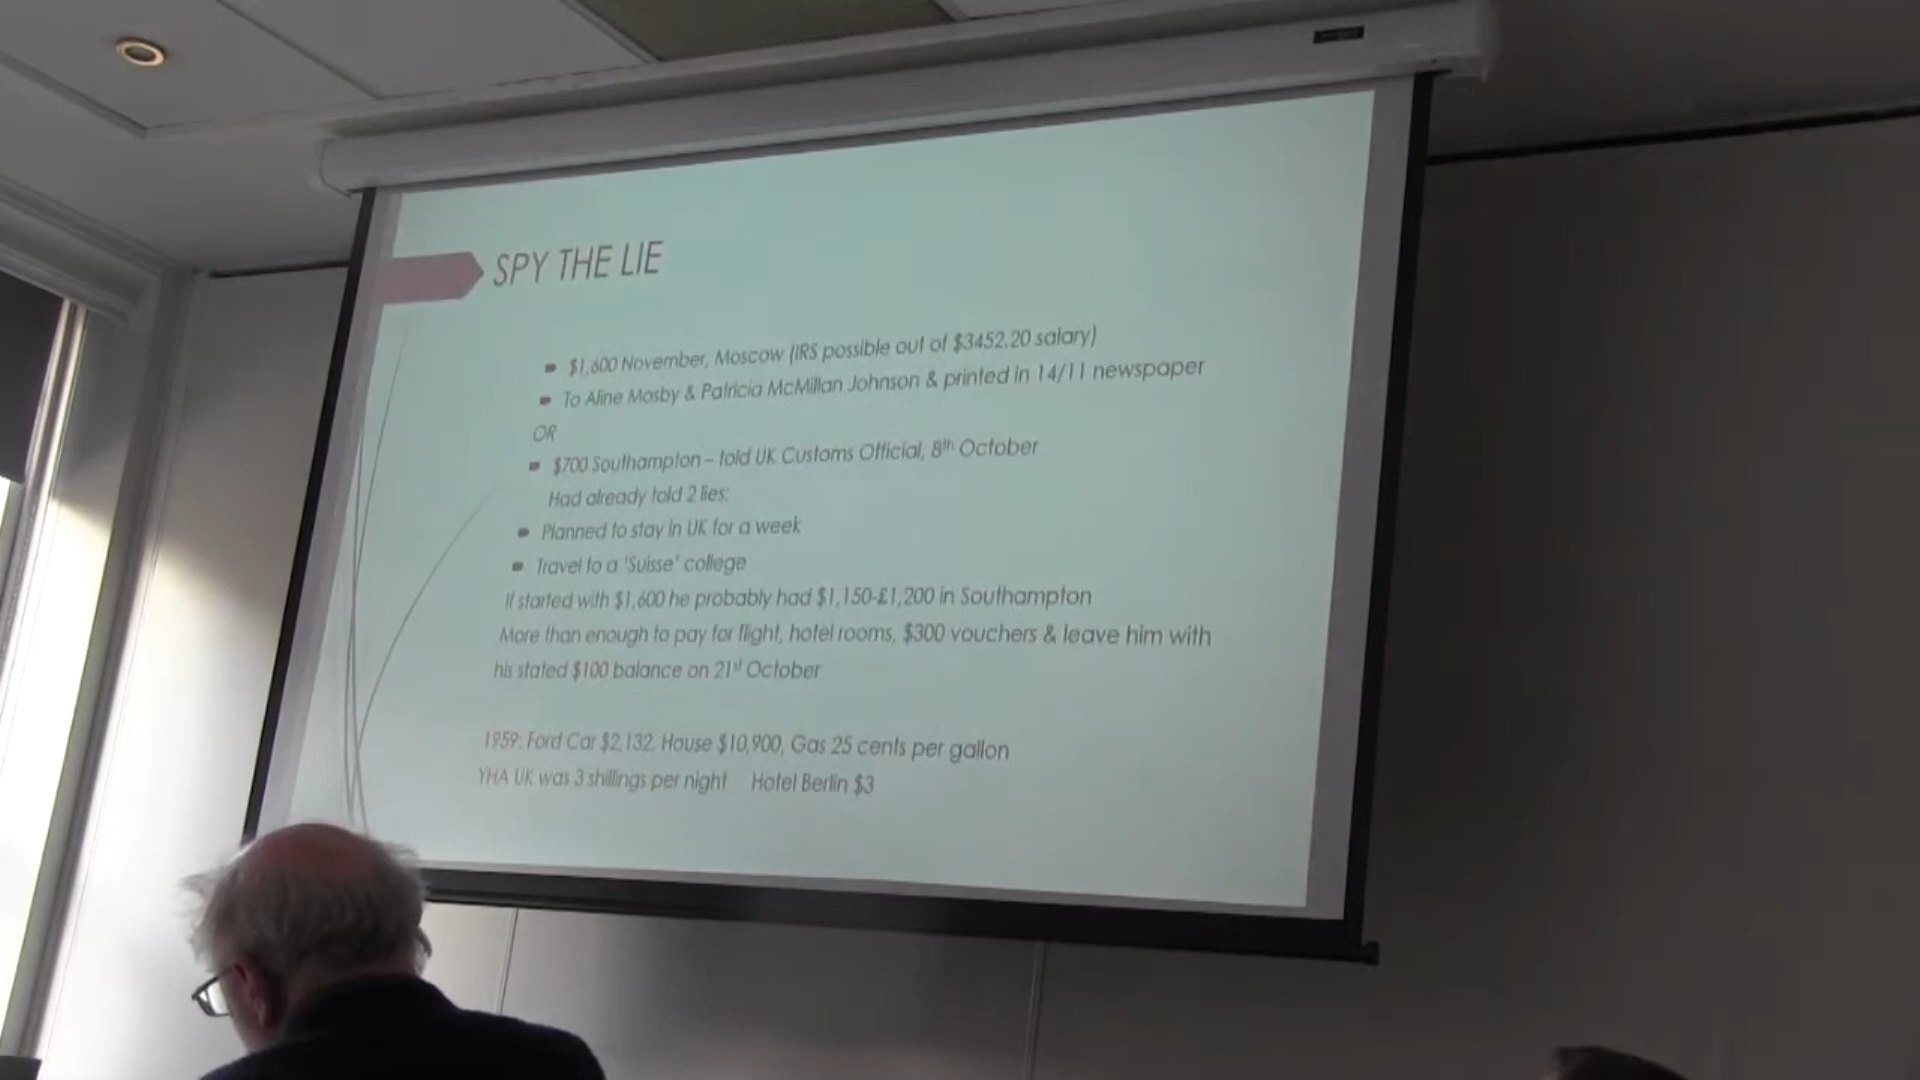 SPY THE LIE
$1,600 November, Moscow (IRS possible out of $3452.20 salary)
To Aline Mosby & Patricia McMillan Johnson & printed in 14/11 newspaper
OR
$700 Southampton – told UK Customs Official, 8th October
Had already told 2 lies:
Planned to stay in UK for a week
Travel to a 'Suisse' college
If started with $1,600 he probably had $1,150-£1,200 in Southampton
More than enough to pay for flight, hotel rooms, $300 vouchers & leave him with
his stated $100 balance on 21st October
1959: Ford Car $2,132, House $10,900, Gas 25 cents per gallon
YHA UK was 3 shillings per night Hotel Berlin $3